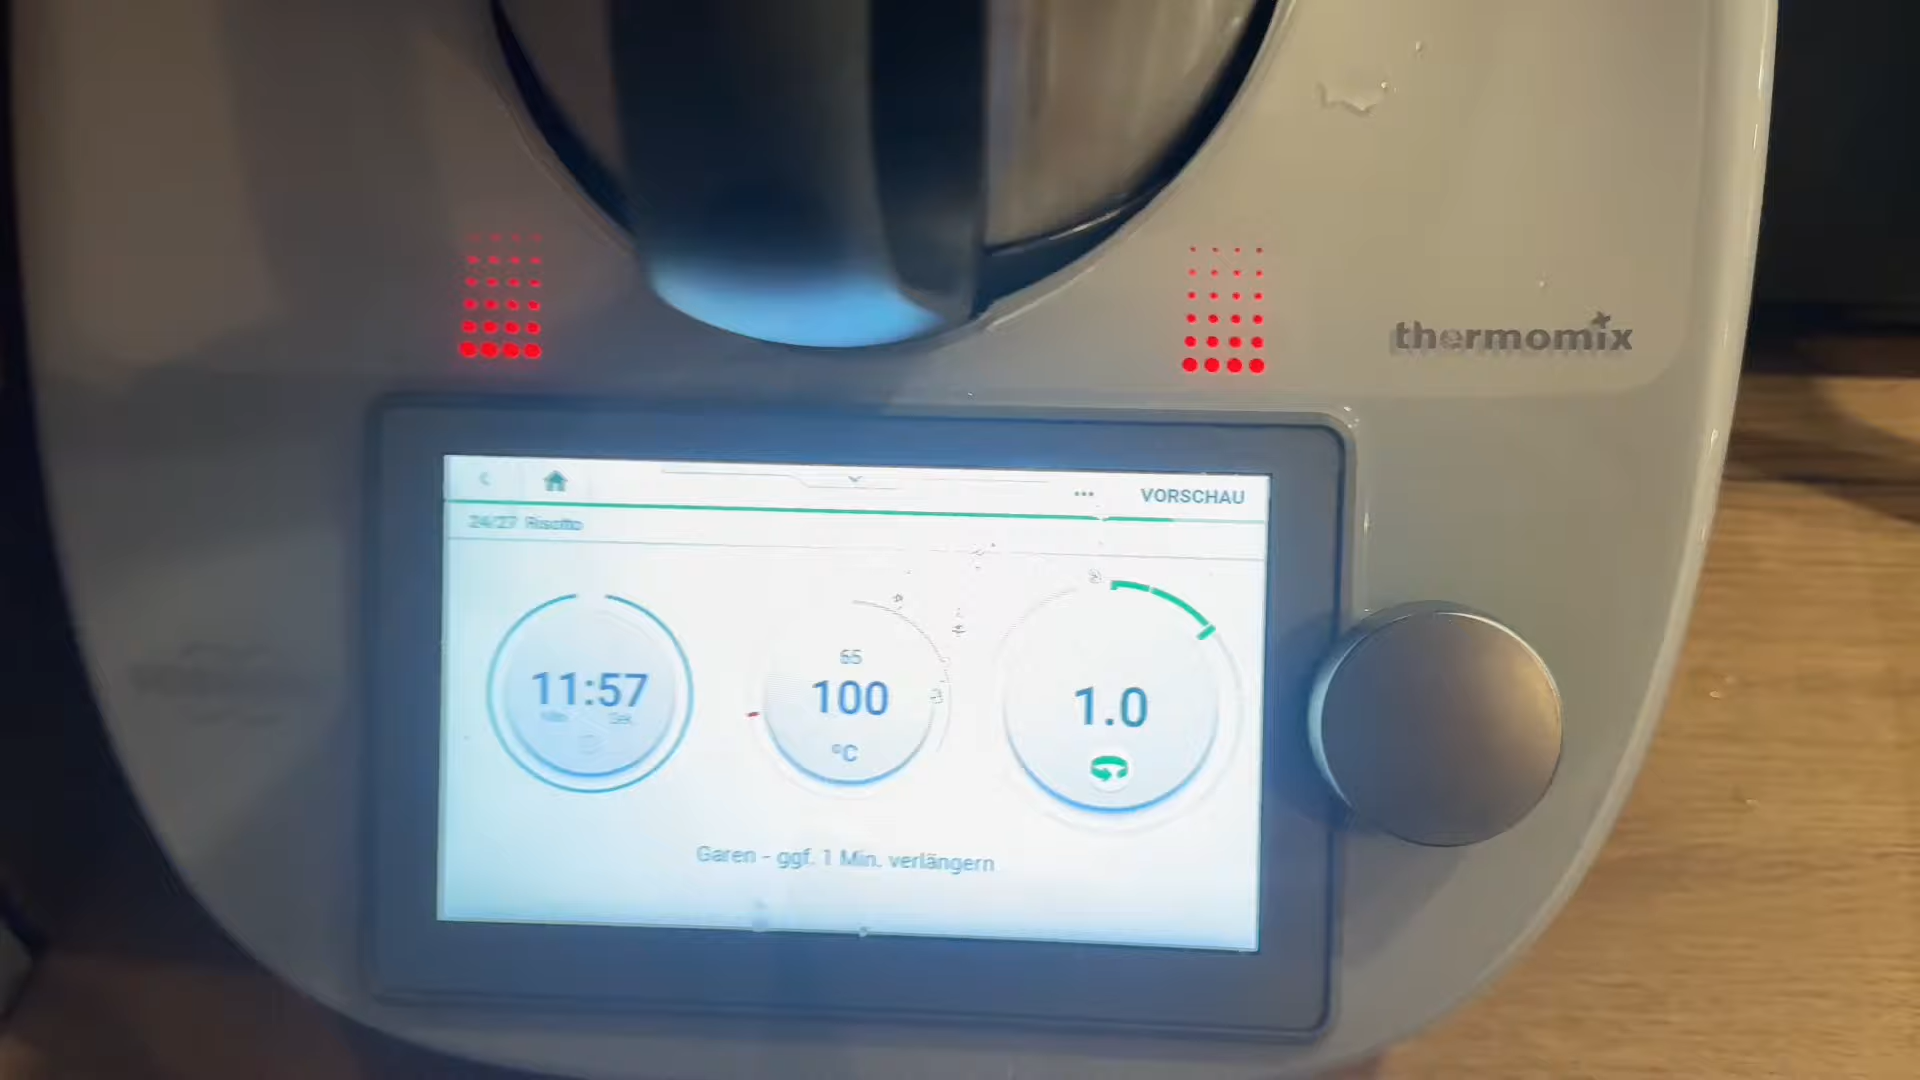 thermomix
VORSCHAU
24/27 Risotto
11:57
65
100
°C
1.0
Garen - ggf. 1 Min. verlängern